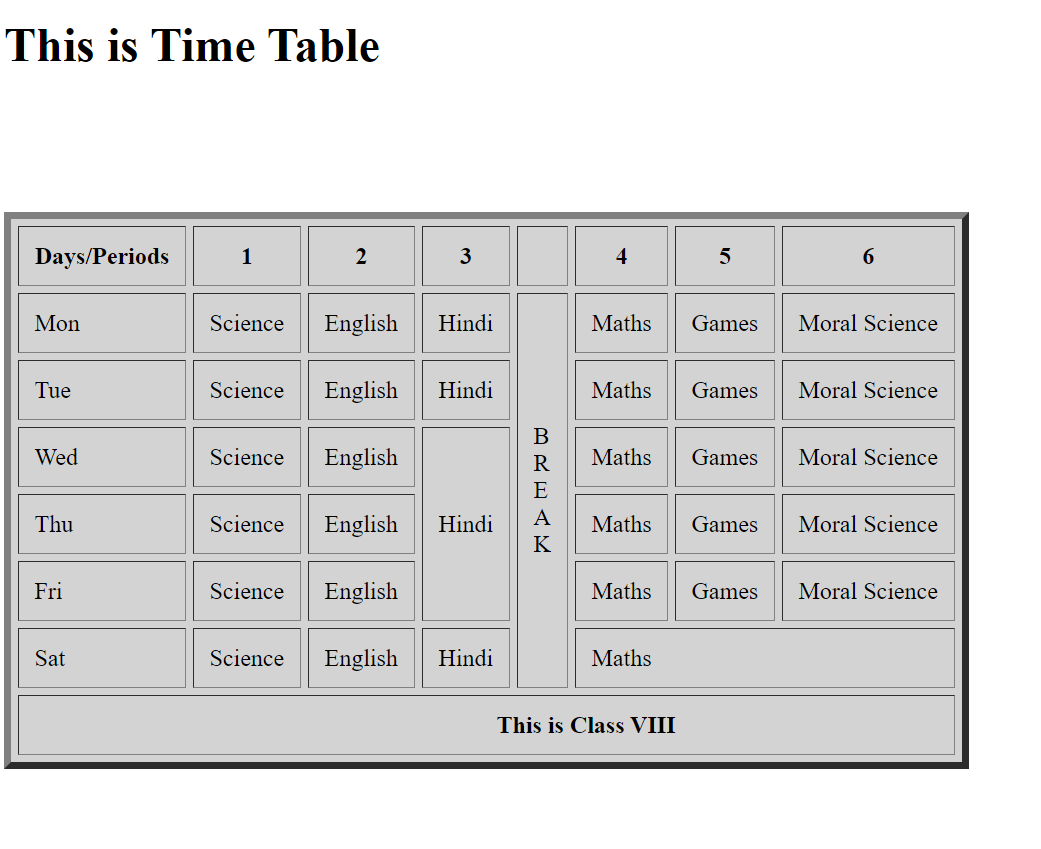 This is Time Table
Days/Periods 1 2 3 4 5 6
Mon Science English Hindi Maths Games Moral Science
Tue Science English Hindi Maths Games Moral Science
Wed Science English Maths Games Moral Science
Thu Science English Hindi Maths Games Moral Science
Fri Science English Maths Games Moral Science
Sat Science English Hindi Maths
B
R
E
A
K
This is Class VIII